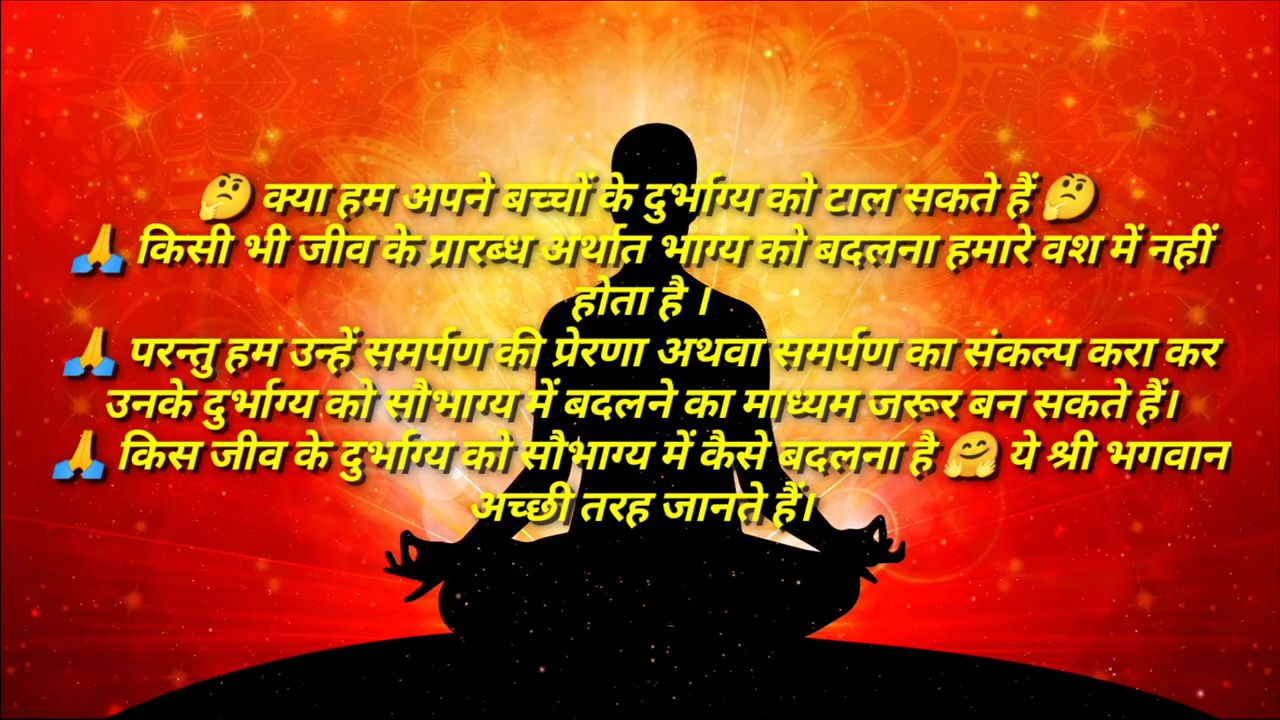 🤔 क्या हम अपने बच्चों के दुर्भाग्य को टाल सकते हैं 🤔
🙏 किसी भी जीव के प्रारब्ध अर्थात भाग्य को बदलना हमारे वश में नहीं
होता है ।
🙏 परन्तु हम उन्हें समर्पण की प्रेरणा अथवा समर्पण का संकल्प करा कर
उनके दुर्भाग्य को सौभाग्य में बदलने का माध्यम जरूर बन सकते हैं।
🙏 किस जीव के दुर्भाग्य को सौभाग्य में कैसे बदलना है 🤗 ये श्री भगवान
अच्छी तरह जानते हैं।